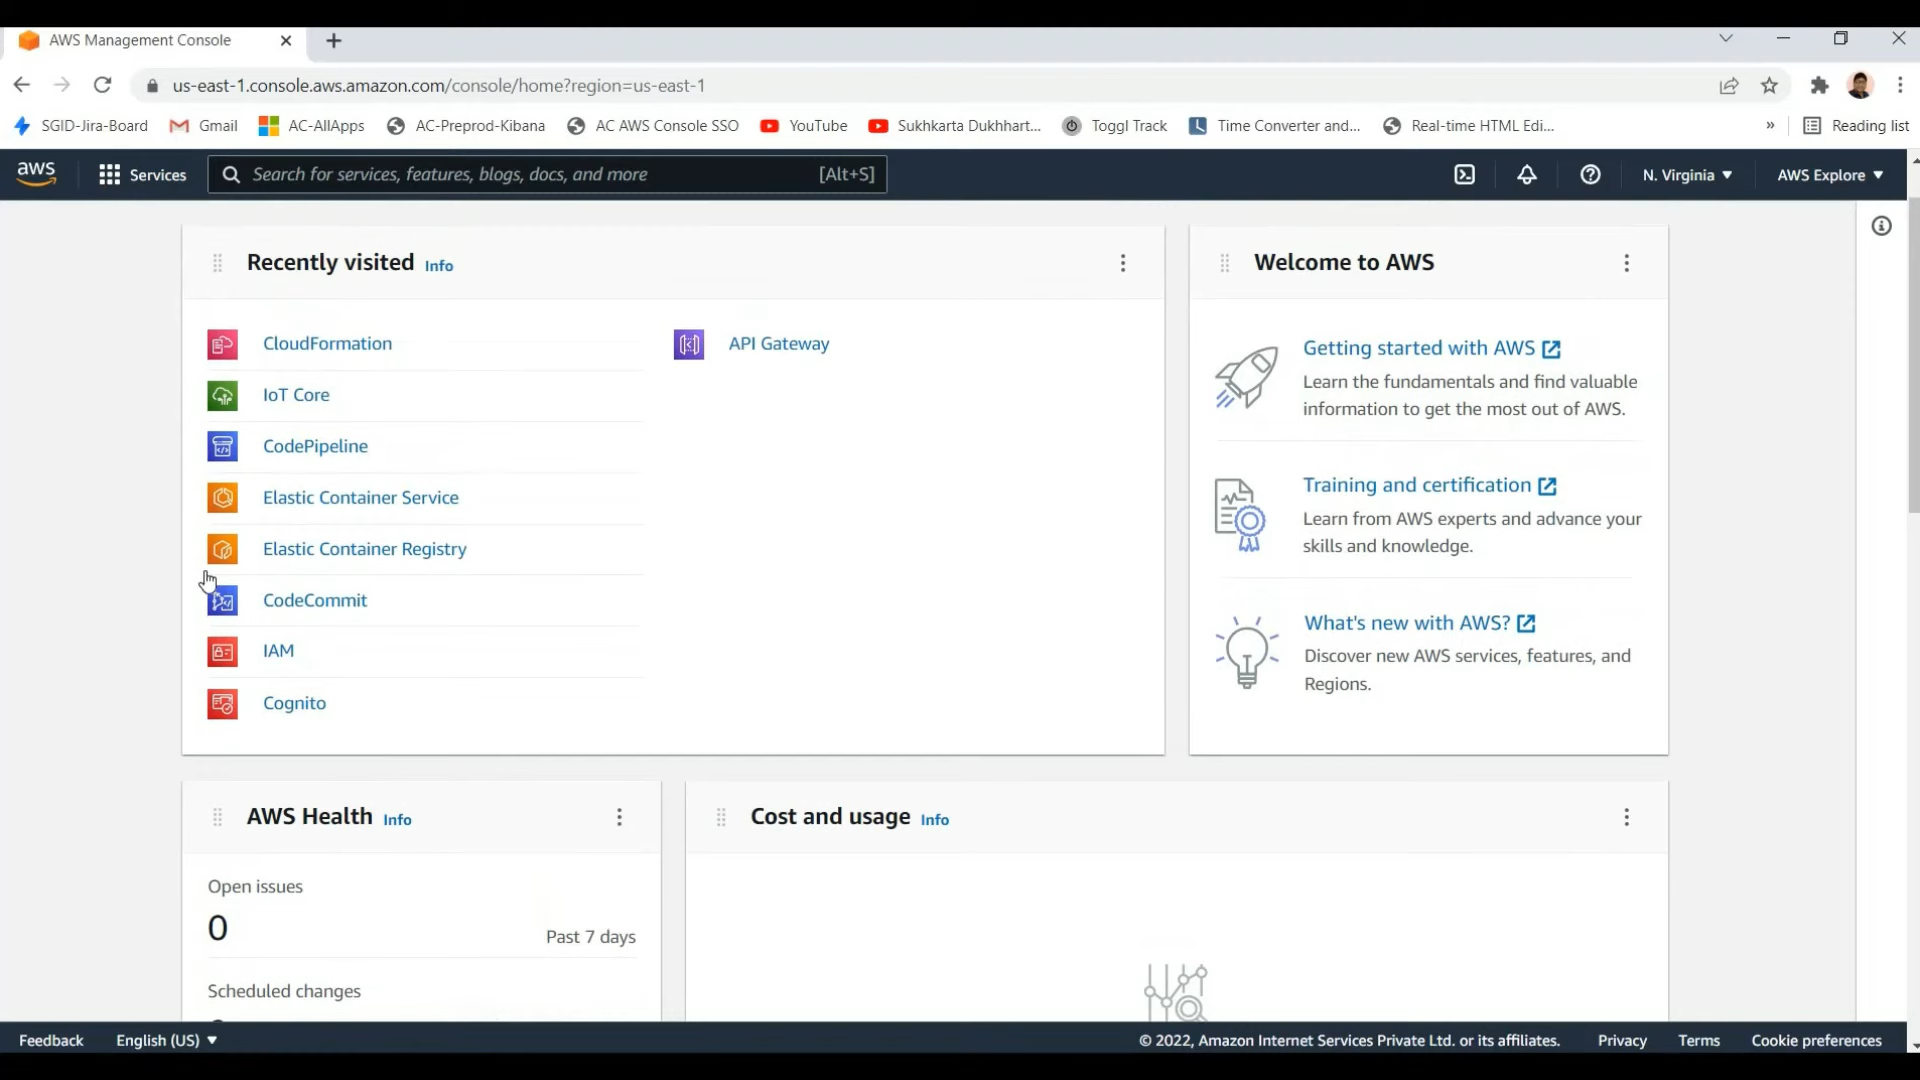 AWS Management Console
us-east-1.console.aws.amazon.com/console/home?region=us-east-1
SGID-Jira-Board
Gmail
AC-AllApps
AC-Preprod-Kibana
AC AWS Console SSO
YouTube
Sukhkarta Dukhhart...
Toggl Track
Time Converter and...
Real-time HTML Edi...
»
Reading list
aws
Services
Search for services, features, blogs, docs, and more
[Alt+S]
N. Virginia
AWS Explore
Recently visited Info
CloudFormation
IoT Core
CodePipeline
Elastic Container Service
Elastic Container Registry
CodeCommit
IAM
Cognito
API Gateway
Welcome to AWS
Getting started with AWS
Learn the fundamentals and find valuable
information to get the most out of AWS.
Training and certification
Learn from AWS experts and advance your
skills and knowledge.
What's new with AWS?
Discover new AWS services, features, and
Regions.
AWS Health Info
Open issues
0
Past 7 days
Scheduled changes
Cost and usage Info
Feedback
English (US)
© 2022, Amazon Internet Services Private Ltd. or its affiliates.
Privacy
Terms
Cookie preferences